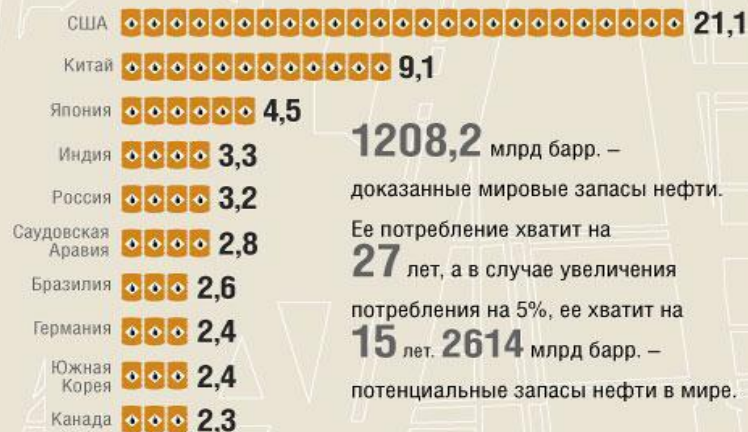 США 21,1
Китай 9,1
Япония 4,5
Индия 3,3
Россия 3,2
Саудовская
Аравия 2,8
Бразилия 2,6
Германия 2,4
Южная
Корея 2,4
Канада 2,3
1208,2 млрд барр. –
доказанные мировые запасы нефти.
Ее потребление хватит на
27 лет, а в случае увеличения
потребления на 5%, ее хватит на
15 лет. 2614 млрд барр. –
потенциальные запасы нефти в мире.